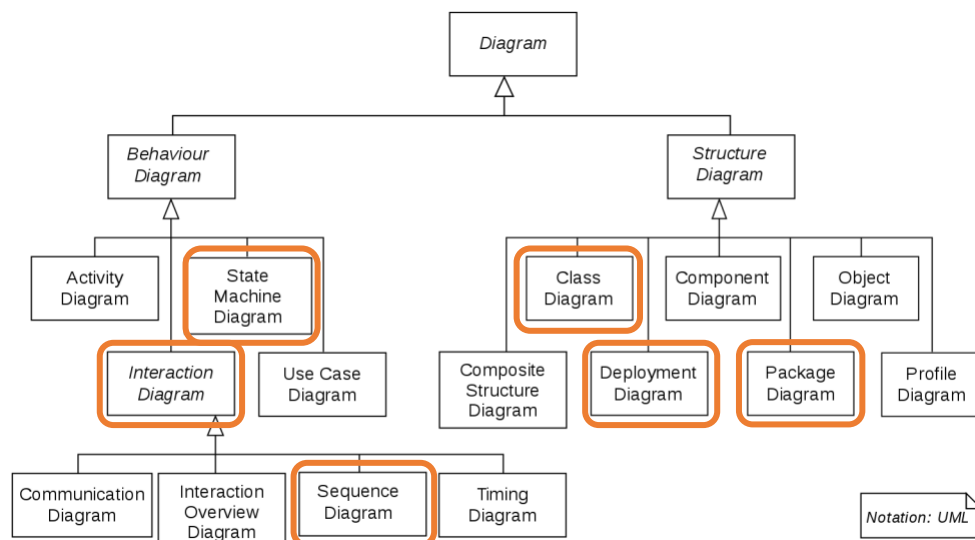 Diagram
Behaviour
Diagram
Structure
Diagram
Activity
Diagram
State
Machine
Diagram
Class
Diagram
Component
Diagram
Object
Diagram
Interaction
Diagram
Use Case
Diagram
Composite
Structure
Diagram
Deployment
Diagram
Package
Diagram
Profile
Diagram
Communication
Diagram
Interaction
Overview
Diagram
Sequence
Diagram
Timing
Diagram
Notation: UML